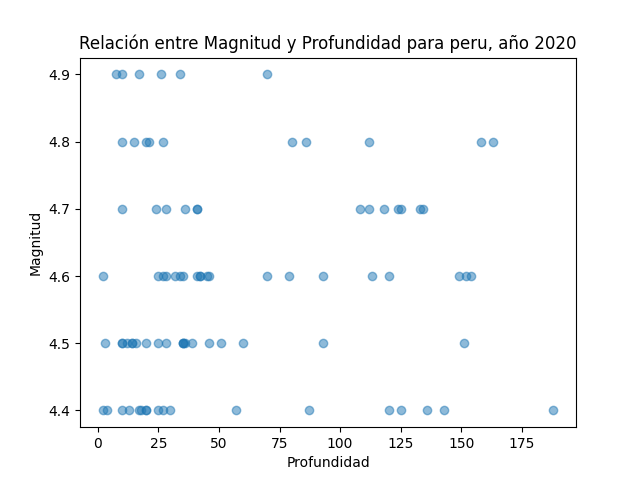 Relación entre Magnitud y Profundidad para peru, año 2020
4.9
4.8
4.7
4.6
4.5
4.4
Magnitud
0 25 50 75 100 125 150 175
Profundidad